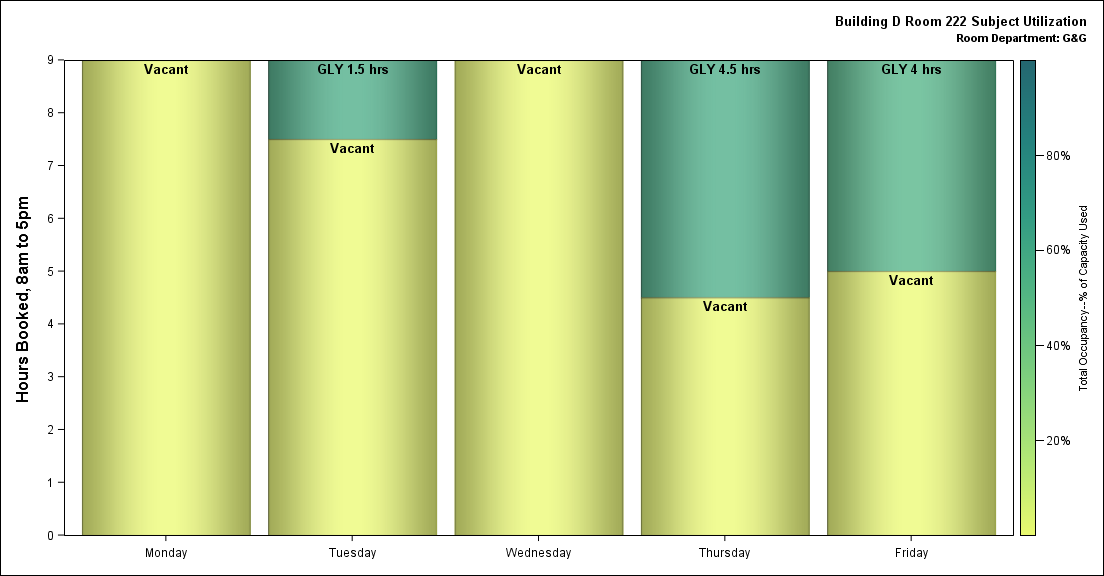 Building D Room 222 Subject Utilization
Room Department: G&G
Hours Booked, 8am to 5pm
9
8
7
6
5
4
3
2
1
0
Vacant
GLY 1.5 hrs
Vacant
Vacant
GLY 4.5 hrs
Vacant
GLY 4 hrs
Vacant
Monday
Tuesday
Wednesday
Thursday
Friday
80%
60%
40%
20%
Total Occupancy--% of Capacity Used